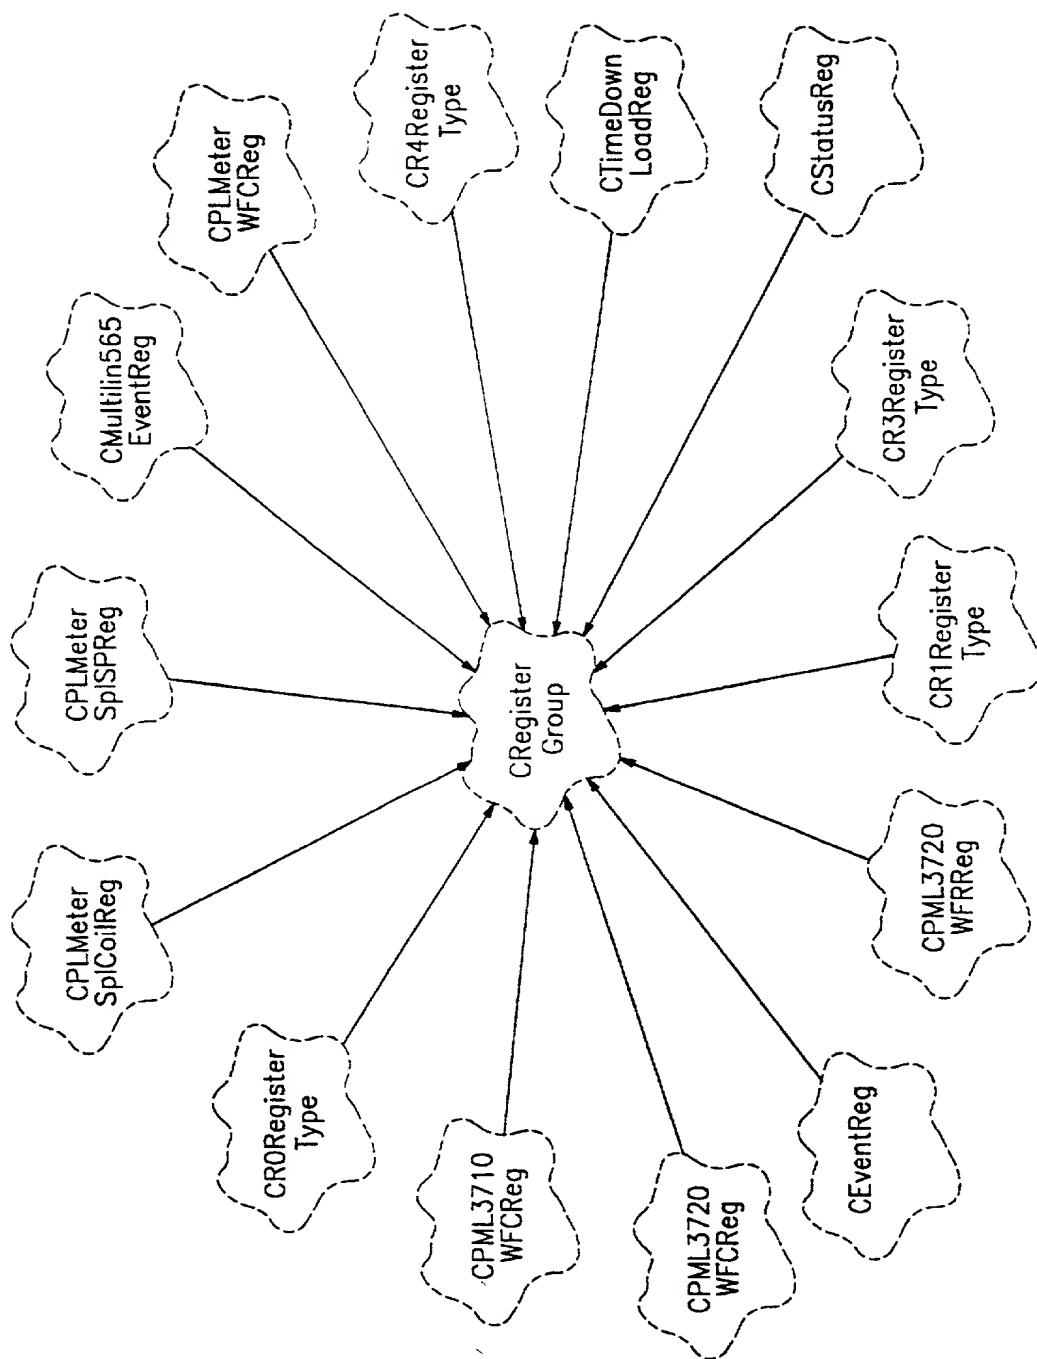 CPLMeter
SplCoilReg
CPLMeter
SplSPReg
CMultilin565
EventReg
CPLMeter
WFCReg
CR4Register
Type
CTimeDown
LoadReg
CStatusReg
CR3Register
Type
CR1Register
Type
CPML3720
WFRReg
CEventReg
CPML3720
WFCReg
CPML3710
WFCReg
CR0Register
Type
CRegister
Group